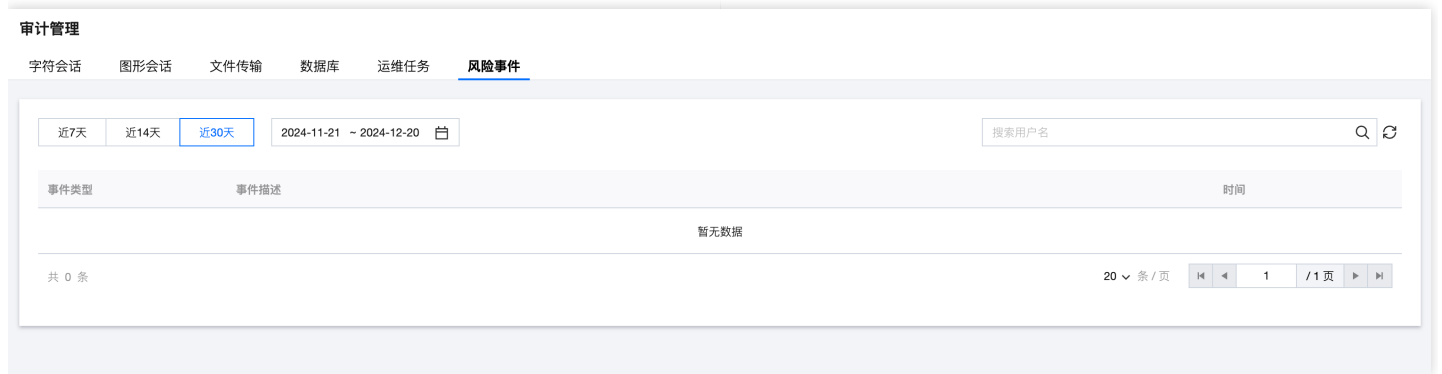 审计管理
字符会话 图形会话 文件传输 数据库 运维任务 风险事件
近7天 近14天 近30天 2024-11-21 ~ 2024-12-20 搜索用户名
事件类型 事件描述 时间
暂无数据
共 0 条 20 条 / 页 1 / 1 页